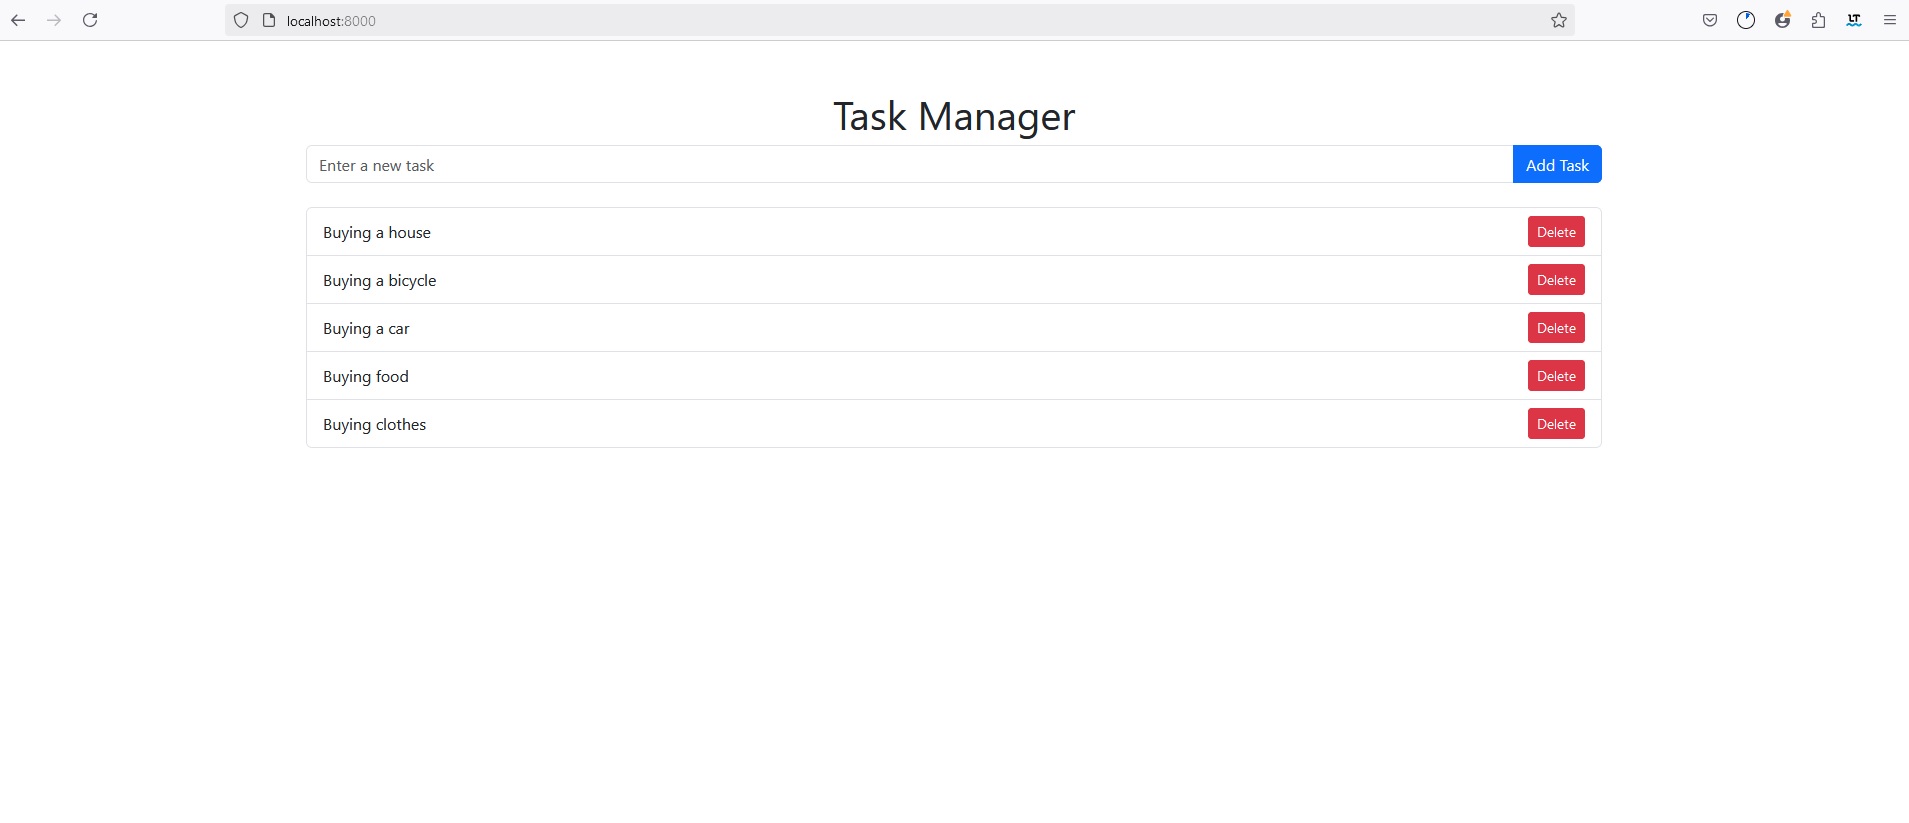 localhost:8000
LT
Task Manager
Enter a new task Add Task
Buying a house Delete
Buying a bicycle Delete
Buying a car Delete
Buying food Delete
Buying clothes Delete